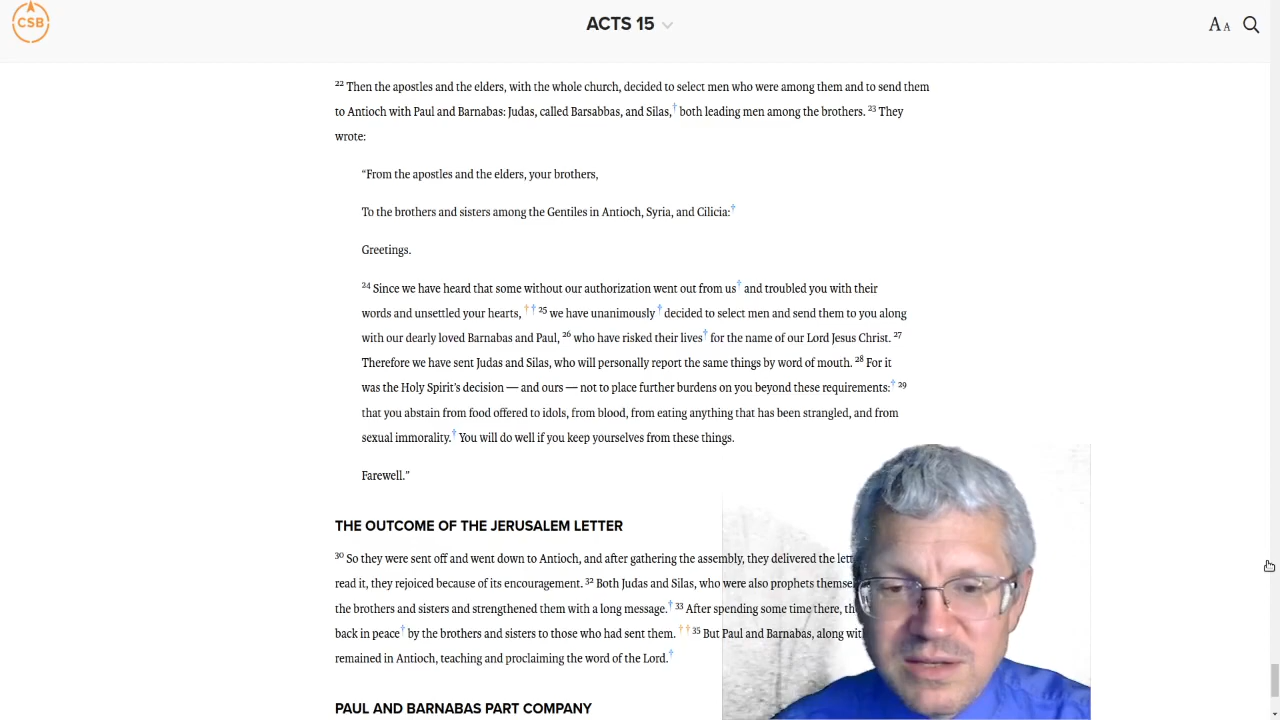 CSB
ACTS 15
AA
22 Then the apostles and the elders, with the whole church, decided to select men who were among them and to send them
to Antioch with Paul and Barnabas: Judas, called Barsabbas, and Silas,† both leading men among the brothers. 23 They
wrote:
“From the apostles and the elders, your brothers,
To the brothers and sisters among the Gentiles in Antioch, Syria, and Cilicia:†
Greetings.
24 Since we have heard that some without our authorization went out from us† and troubled you with their
words and unsettled your hearts, †† 25 we have unanimously † decided to select men and send them to you along
with our dearly loved Barnabas and Paul, 26 who have risked their lives† for the name of our Lord Jesus Christ. 27
Therefore we have sent Judas and Silas, who will personally report the same things by word of mouth. 28 For it
was the Holy Spirit’s decision — and ours — not to place further burdens on you beyond these requirements:† 29
that you abstain from food offered to idols, from blood, from eating anything that has been strangled, and from
sexual immorality.† You will do well if you keep yourselves from these things.
Farewell.”
THE OUTCOME OF THE JERUSALEM LETTER
30 So they were sent off and went down to Antioch, and after gathering the assembly, they delivered the
read it, they rejoiced because of its encouragement. 32 Both Judas and Silas, who were also prophets
the brothers and sisters and strengthened them with a long message.† 33 After spending some time there,
back in peace† by the brothers and sisters to those who had sent them. †† 35 But Paul and Barnabas, along
remained in Antioch, teaching and proclaiming the word of the Lord.†
PAUL AND BARNABAS PART COMPANY